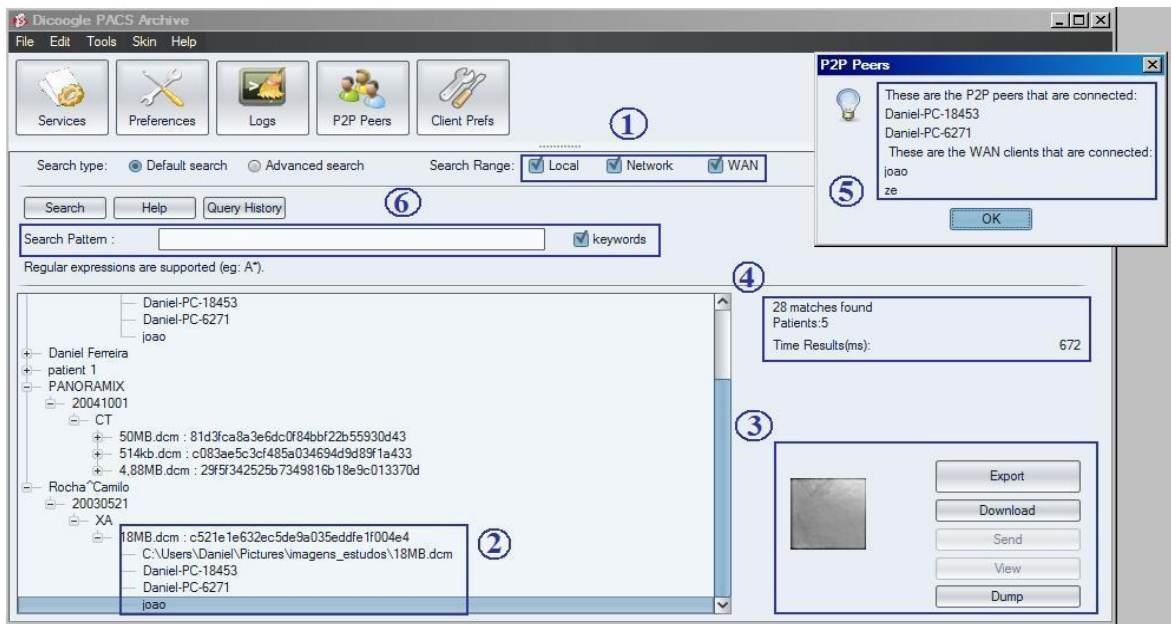 Dicoogle PACS Archive
File Edit Tools Skin Help
Services Preferences Logs P2P Peers Client Prefs
P2P Peers
These are the P2P peers that are connected:
Daniel-PC-18453
Daniel-PC-6271
These are the WAN clients that are connected:
joao
ze
5
OK
1
Search type: Default search Advanced search Search Range: Local Network WAN
Search Help Query History
6
Search Pattern : keywords
Regular expressions are supported (eg: A*).
4
28 matches found
Patients:5
Time Results(ms): 672
Daniel-PC-18453
Daniel-PC-6271
joao
Daniel Ferreira
patient 1
PANORAMIX
20041001
CT
50MB.dcm : 81d3fca8a3e6dc0f84bbf22b55930d43
514kb.dcm : c083ae5c3cf485a034694d9d89f1a433
4,88MB.dcm : 29f5f342525b7349816b18e9c013370d
Rocha^Camilo
20030521
XA
18MB.dcm : c521e1e632ec5de9a035eddfe1f004e4
C:\Users\Daniel\Pictures\imagens_estudos\18MB.dcm
Daniel-PC-18453
Daniel-PC-6271
joao
2
3
Export
Download
Send
View
Dump